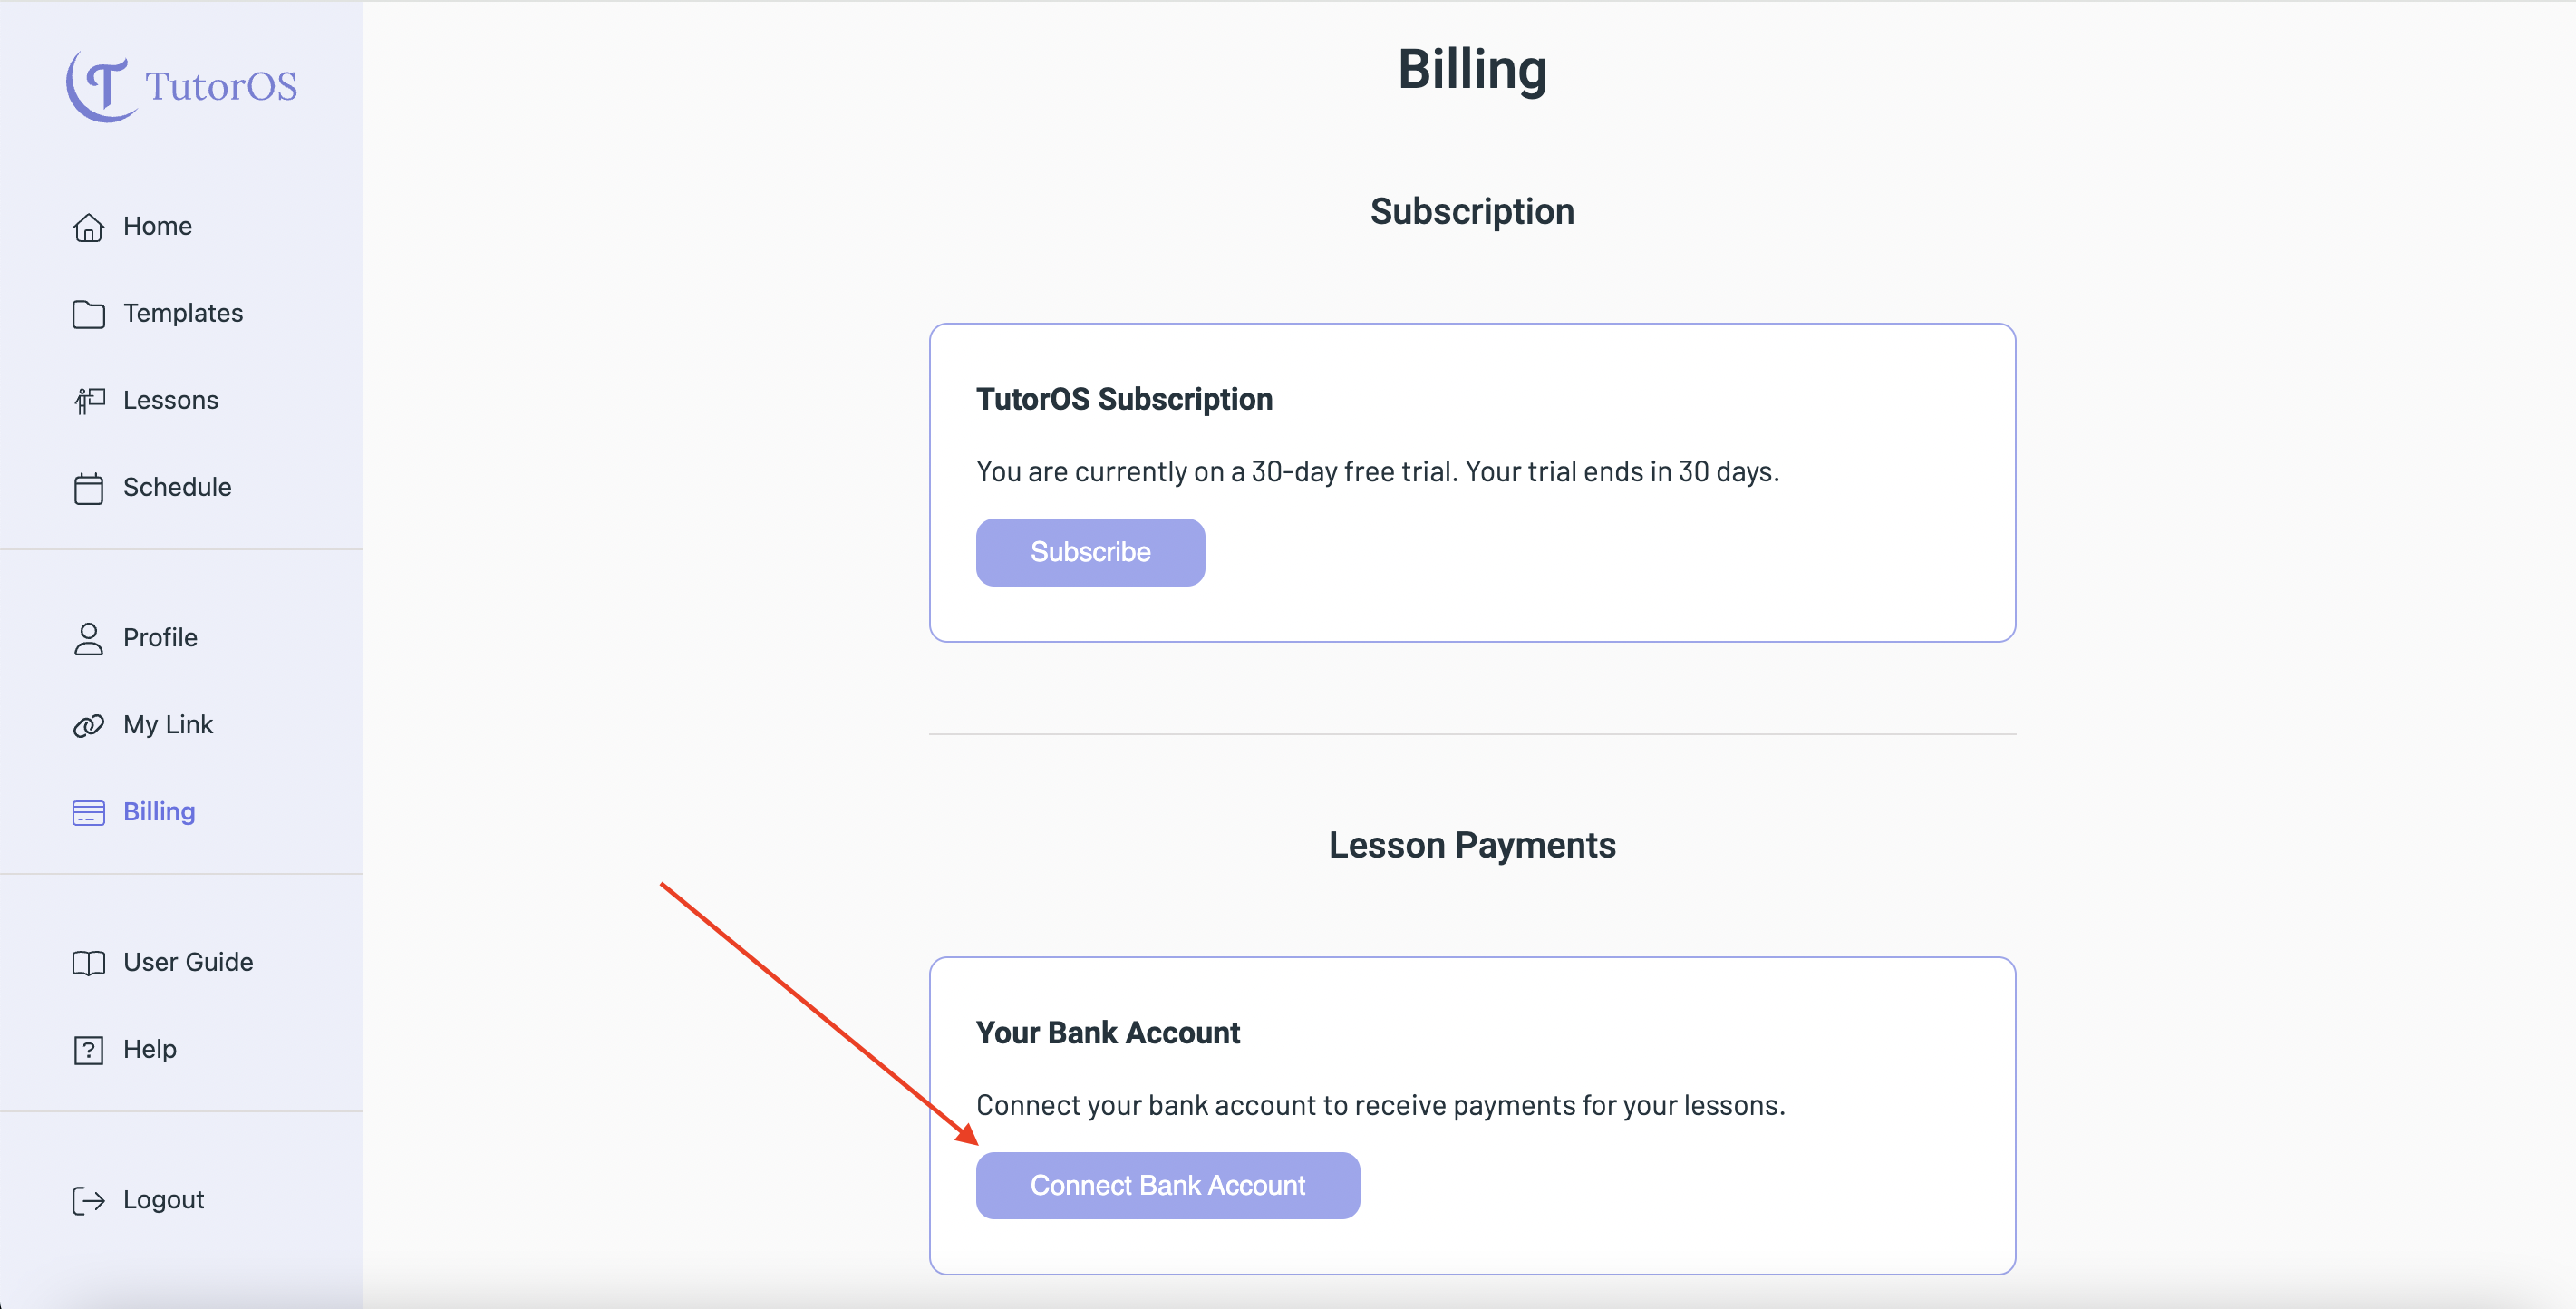 TutorOS
Home
Templates
Lessons
Schedule
Profile
My Link
Billing
User Guide
Help
Logout
Billing
Subscription
TutorOS Subscription
You are currently on a 30-day free trial. Your trial ends in 30 days.
Subscribe
Lesson Payments
Your Bank Account
Connect your bank account to receive payments for your lessons.
Connect Bank Account